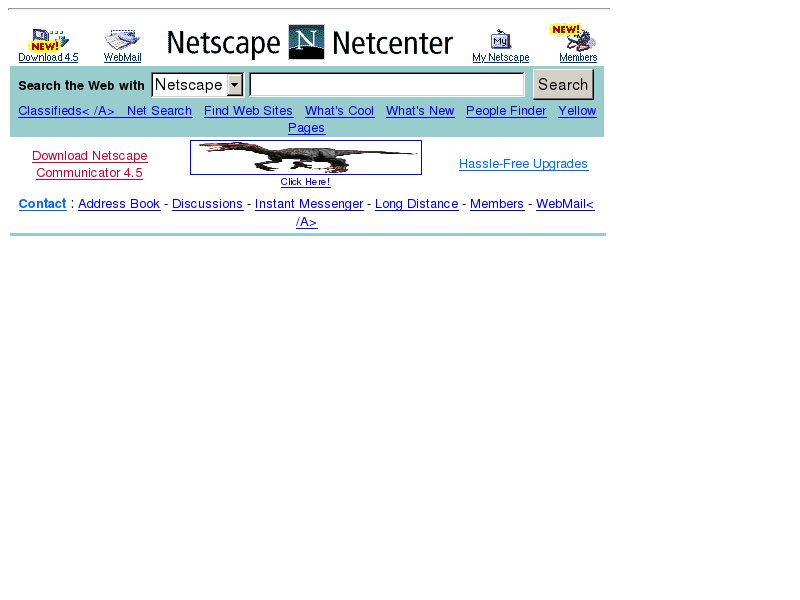 NEW!
Download 4.5
WebMail
Netscape N Netcenter
My
My Netscape
NEW!
Members
Search the Web with Netscape Search
Classifieds< /A> Net Search Find Web Sites What's Cool What's New People Finder Yellow
Pages
Download Netscape
Communicator 4.5
Click Here!
Hassle-Free Upgrades
Contact : Address Book - Discussions - Instant Messenger - Long Distance - Members - WebMail<
/A>